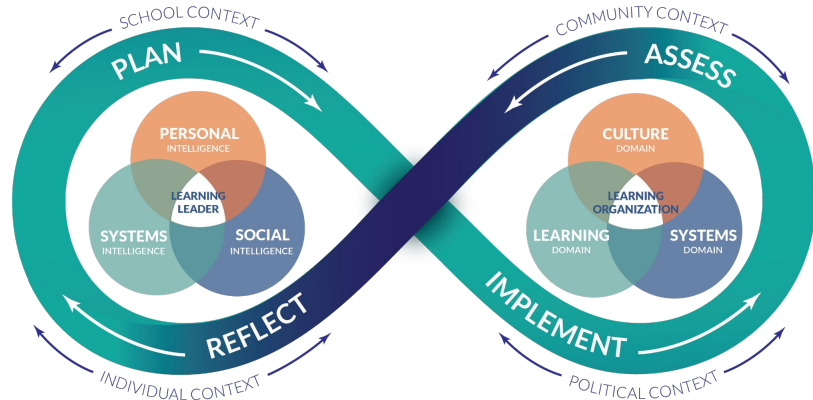 SCHOOL CONTEXT
PLAN
PERSONAL
INTELLIGENCE
LEARNING
LEADER
SYSTEMS
INTELLIGENCE
SOCIAL
INTELLIGENCE
REFLECT
INDIVIDUAL CONTEXT
COMMUNITY CONTEXT
ASSESS
CULTURE
DOMAIN
LEARNING
ORGANIZATION
LEARNING
DOMAIN
SYSTEMS
DOMAIN
IMPLEMENT
POLITICAL CONTEXT